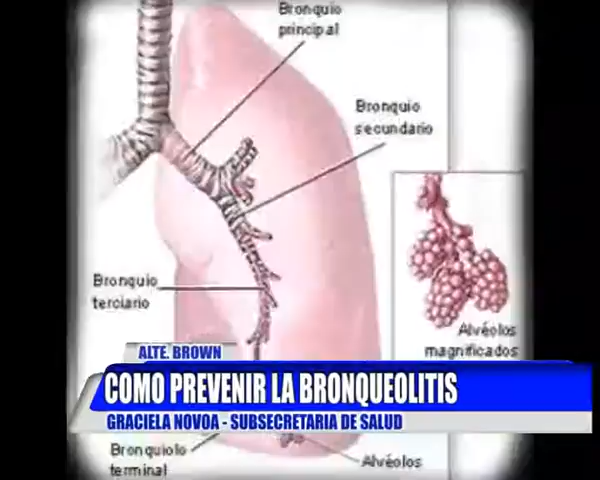 Bronquio
principal
Bronquio
secundario
Bronquio
terciario
Alvéolos
magnificados
ALTE. BROWN
COMO PREVENIR LA BRONQUEOLITIS
GRACIELA NOVOA - SUBSECRETARIA DE SALUD
Bronquiolo
terminal
Alvéolos